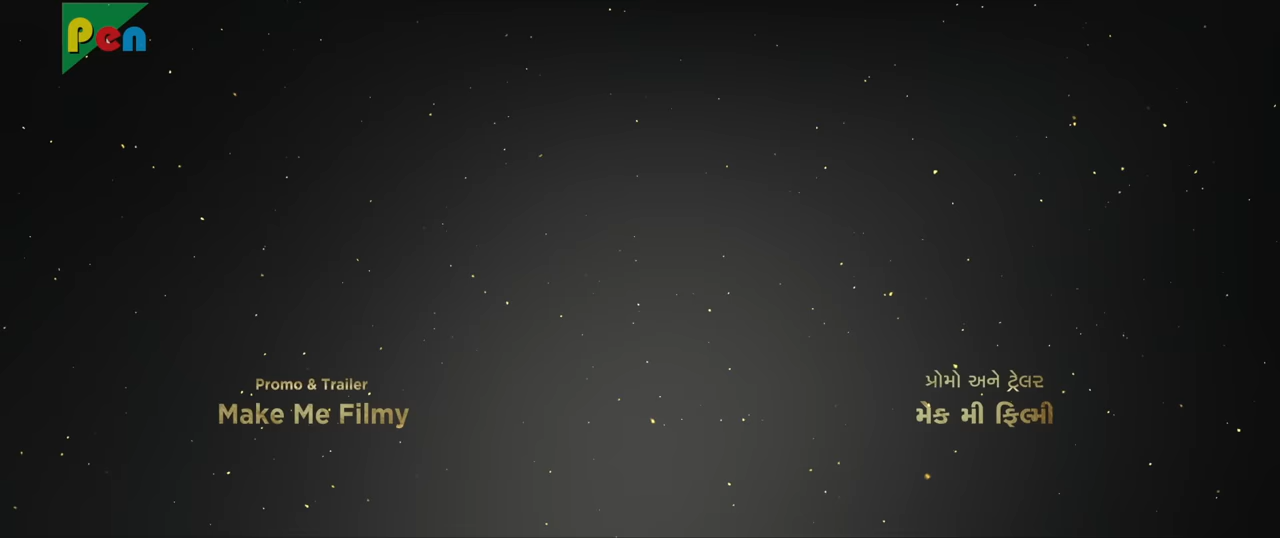 Pen
Promo & Trailer
Make Me Filmy
પ્રોમો અને ટ્રેલર
મેક મી ફિલ્મી